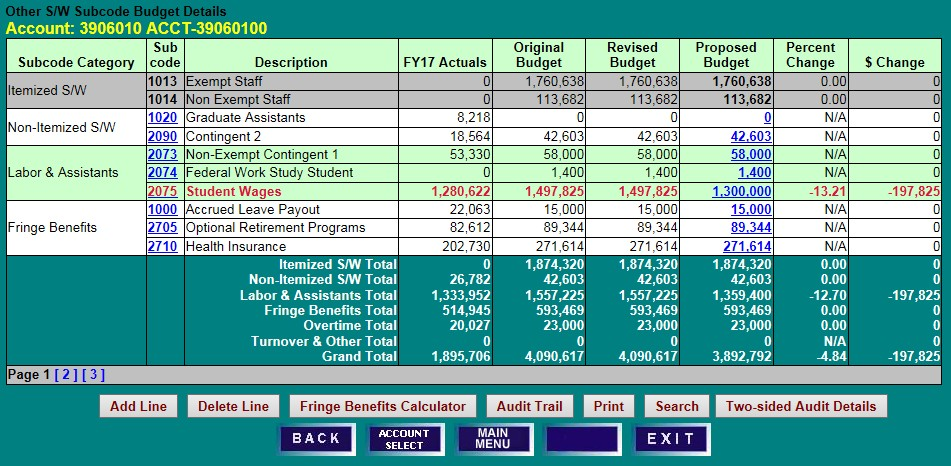 Other S/W Subcode Budget Details
Account: 3906010 ACCT-39060100
Subcode Category Sub code Description FY17 Actuals Original Budget Revised Budget Proposed Budget Percent Change $ Change
Itemized S/W 1013 Exempt Staff 0 1,760,638 1,760,638 1,760,638 0.00 0
1014 Non Exempt Staff 0 113,682 113,682 113,682 0.00 0
Non-Itemized S/W 1020 Graduate Assistants 8,218 0 0 0 N/A 0
2090 Contingent 2 18,564 42,603 42,603 42,603 N/A 0
Labor & Assistants 2073 Non-Exempt Contingent 1 53,330 58,000 58,000 58,000 N/A 0
2074 Federal Work Study Student 0 1,400 1,400 1,400 N/A 0
2075 Student Wages 1,280,622 1,497,825 1,497,825 1,300,000 -13.21 -197,825
Fringe Benefits 1000 Accrued Leave Payout 22,063 15,000 15,000 15,000 N/A 0
2705 Optional Retirement Programs 82,612 89,344 89,344 89,344 N/A 0
2710 Health Insurance 202,730 271,614 271,614 271,614 N/A 0
Itemized S/W Total 0 1,874,320 1,874,320 1,874,320 0.00 0
Non-Itemized S/W Total 26,782 42,603 42,603 42,603 0.00 0
Labor & Assistants Total 1,333,952 1,557,225 1,557,225 1,359,400 -12.70 -197,825
Fringe Benefits Total 514,945 593,469 593,469 593,469 0.00 0
Overtime Total 20,027 23,000 23,000 23,000 0.00 0
Turnover & Other Total 0 0 0 0 N/A 0
Grand Total 1,895,706 4,090,617 4,090,617 3,892,792 -4.84 -197,825
Page 1 [ 2 ] [ 3 ]
Add Line Delete Line Fringe Benefits Calculator Audit Trail Print Search Two-sided Audit Details
BACK ACCOUNT SELECT MAIN MENU EXIT